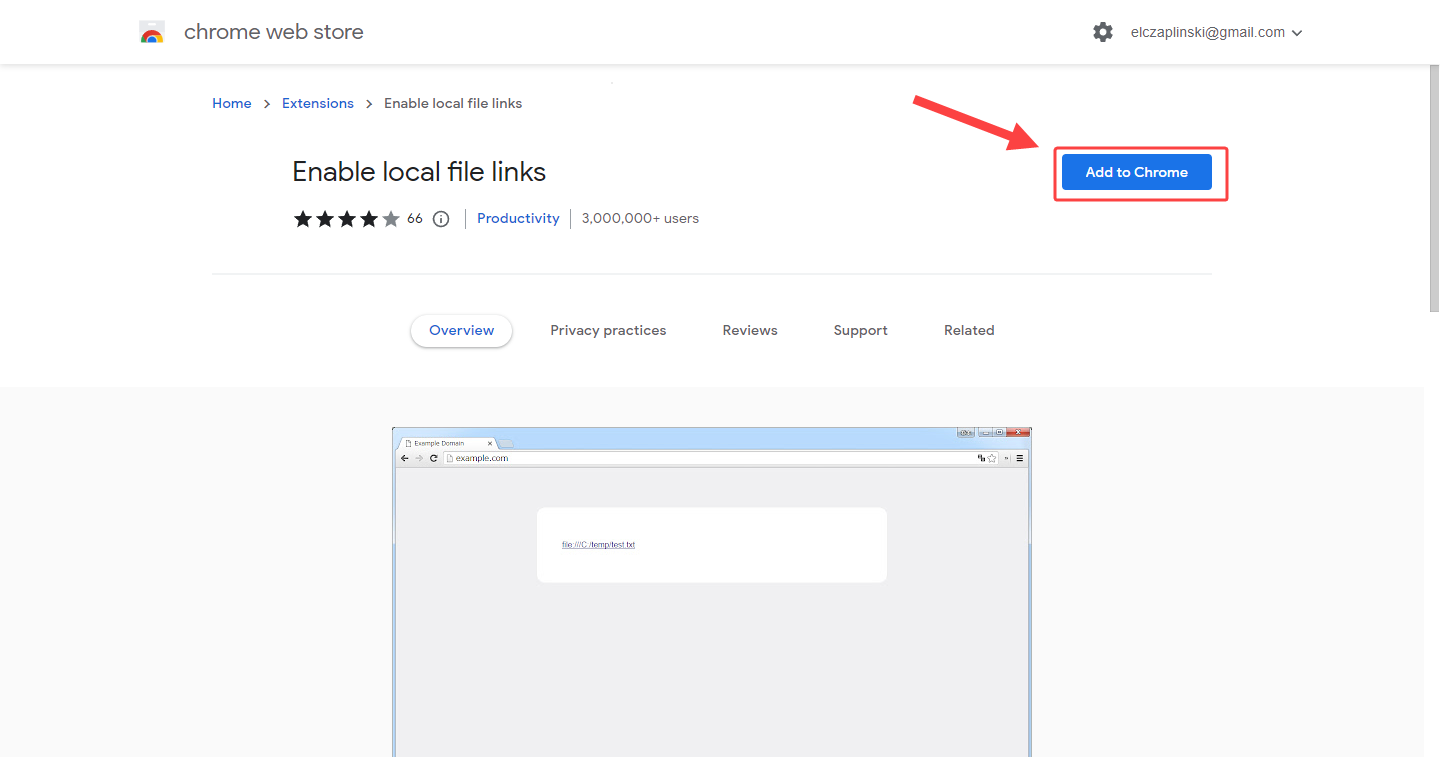 chrome web store
elczaplinski@gmail.com
Home > Extensions > Enable local file links
Enable local file links
Add to Chrome
66
Productivity
3,000,000+ users
Overview
Privacy practices
Reviews
Support
Related
Example Domain
example.com
file:///C:/temp/test.txt